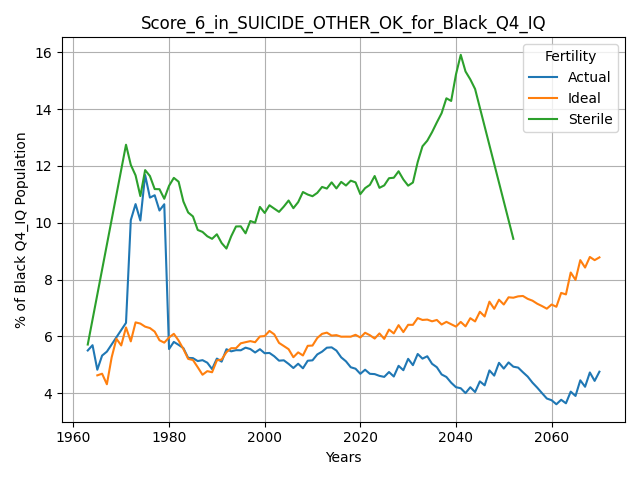 Score_6_in_SUICIDE_OTHER_OK_for_Black_Q4_IQ
% of Black Q4_IQ Population
16
14
12
10
8
6
4
Fertility
Actual
Ideal
Sterile
1960 1980 2000 2020 2040 2060
Years